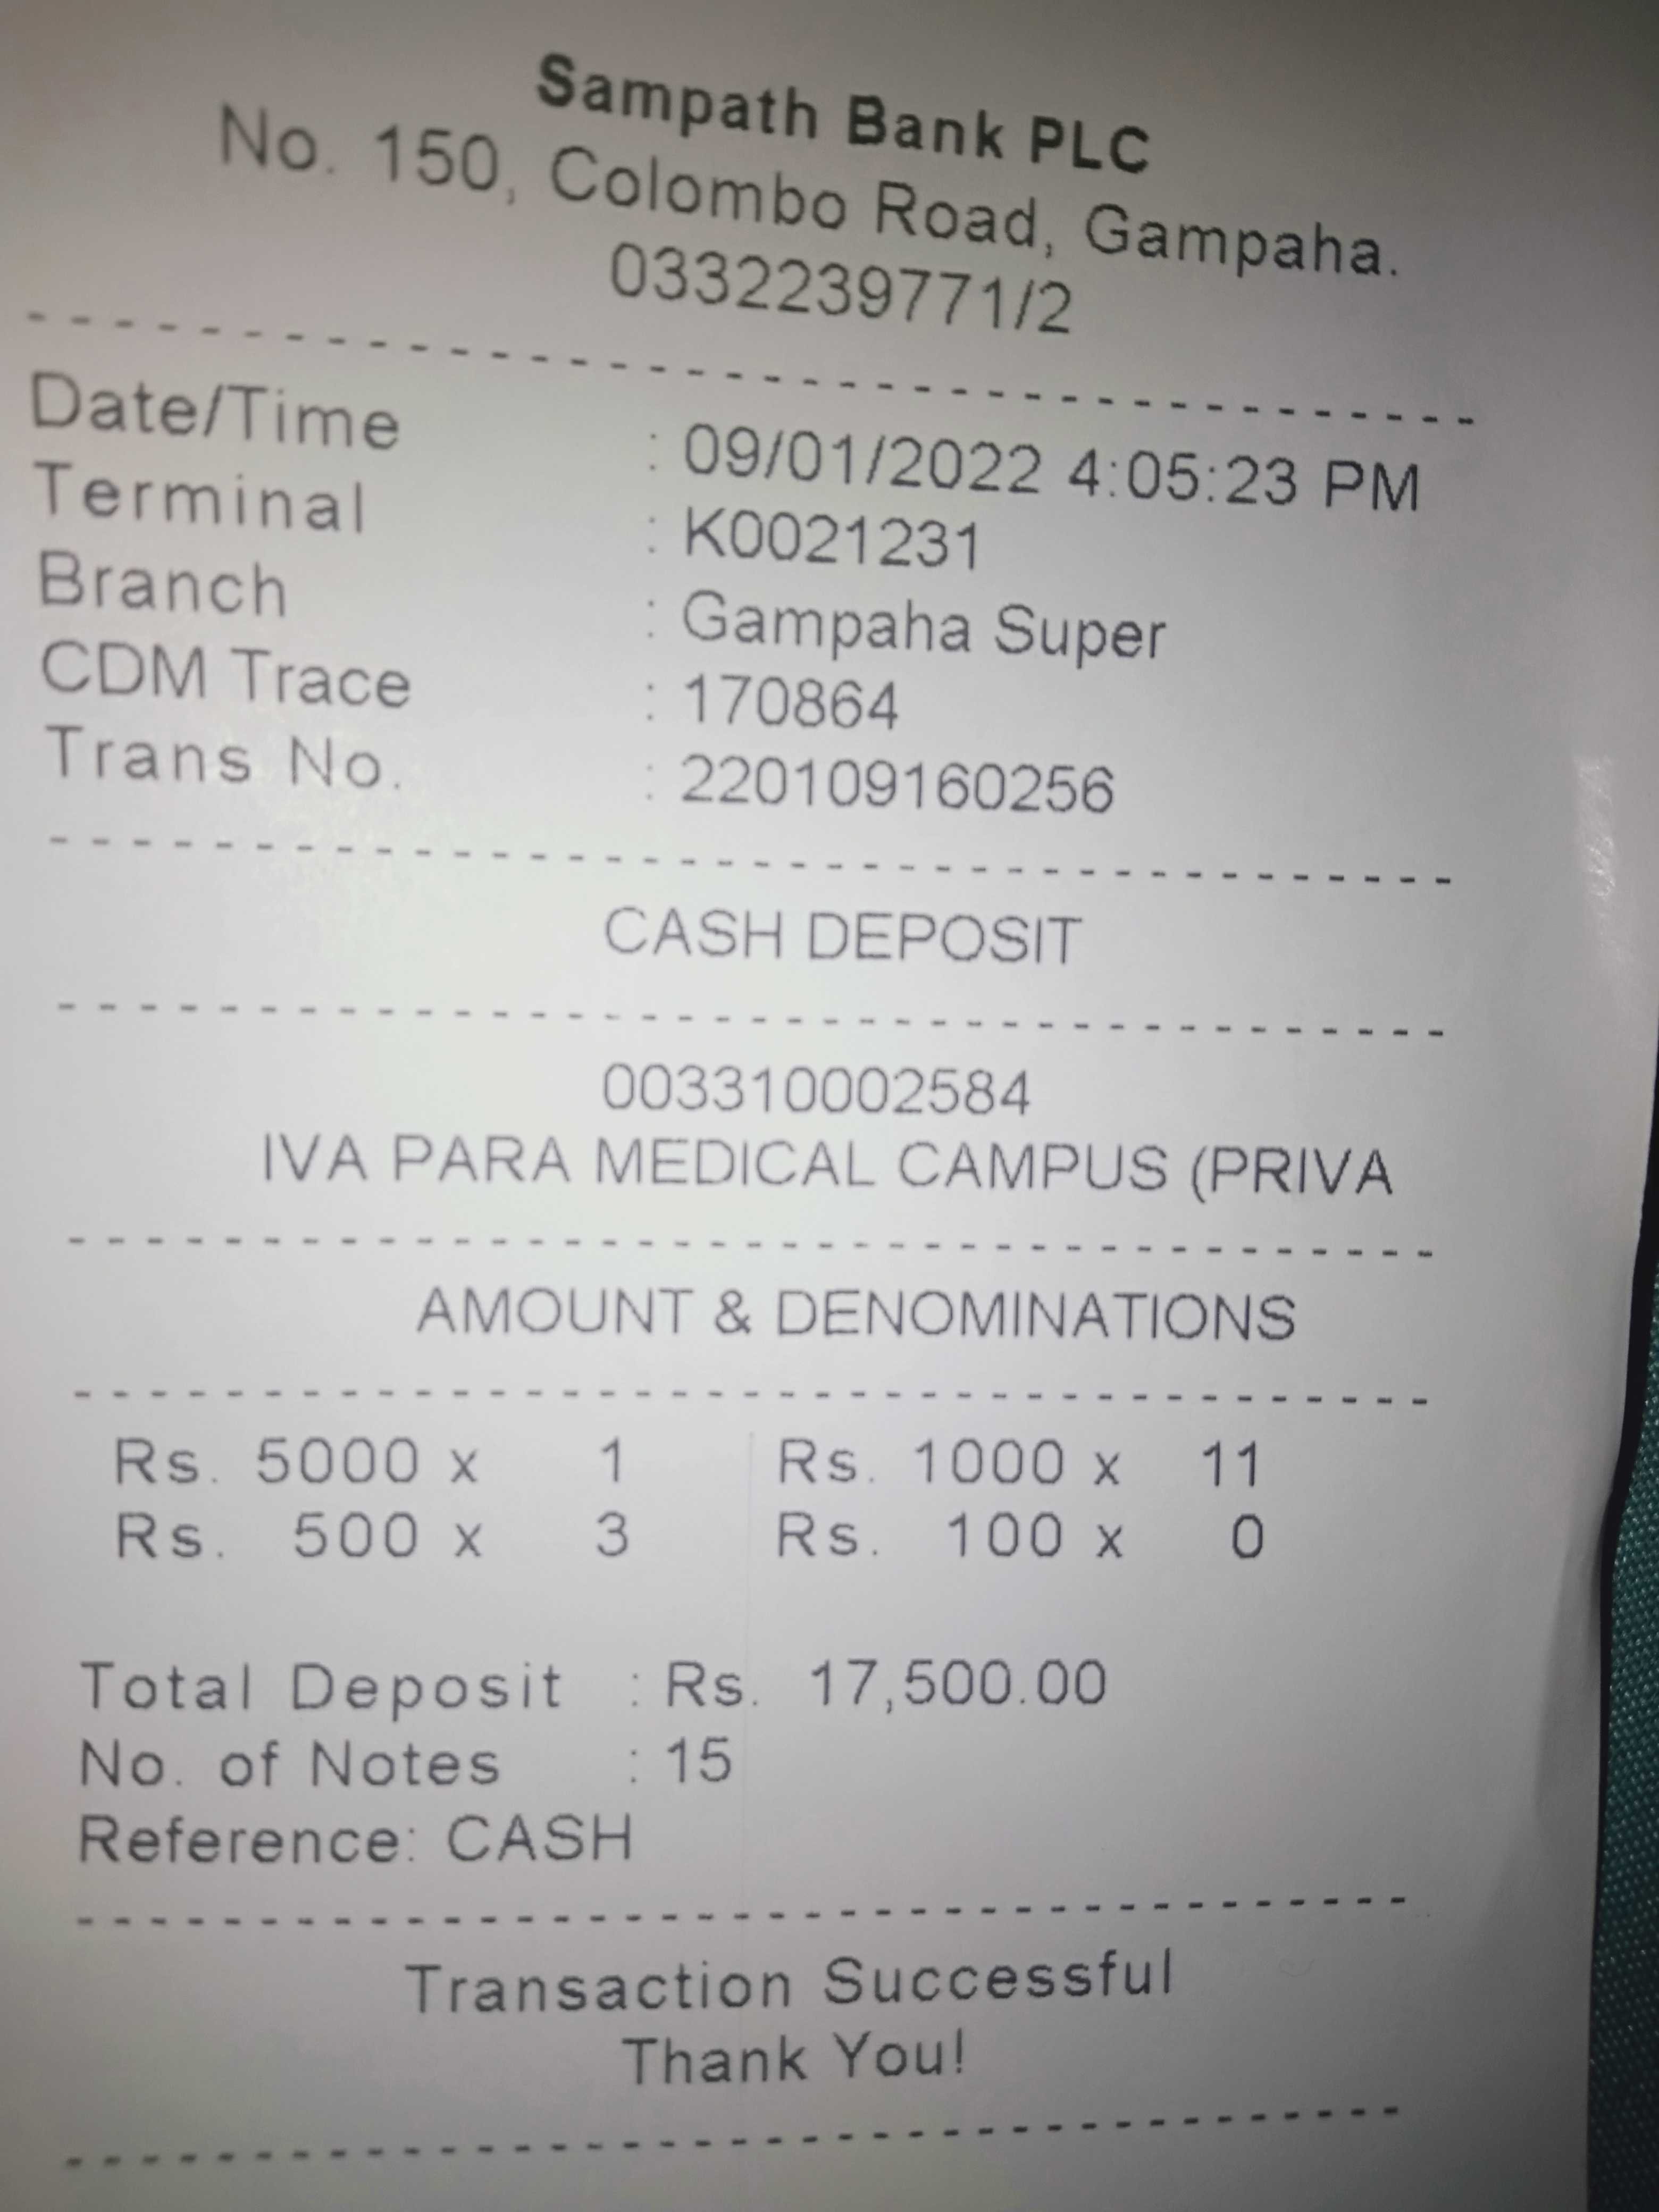 Sampath Bank PLC
No. 150, Colombo Road, Gampaha.
0332239771/2
Date/Time : 09/01/2022 4:05:23 PM
Terminal : K0021231
Branch : Gampaha Super
CDM Trace : 170864
Trans No. : 220109160256
CASH DEPOSIT
003310002584
IVA PARA MEDICAL CAMPUS (PRIVA
AMOUNT & DENOMINATIONS
Rs. 5000 x 1 Rs. 1000 x 11
Rs. 500 x 3 Rs. 100 x 0
Total Deposit : Rs. 17,500.00
No. of Notes : 15
Reference: CASH
Transaction Successful
Thank You!